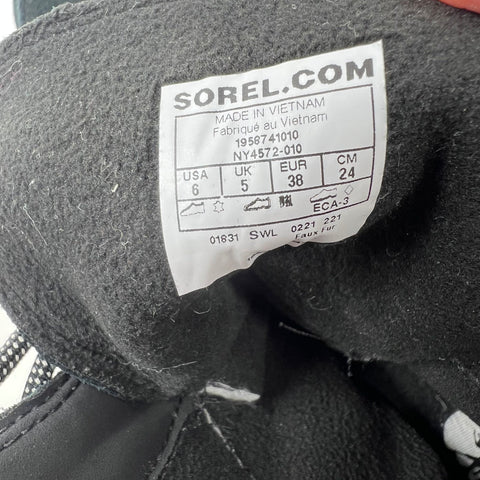 SOREL.COM
MADE IN VIETNAM
Fabriqué au Vietnam
1958741010
NY4572-010
USA UK EUR CM
6 5 38 24
ECA-3
01831 SWL 0221 221
Faux Fur